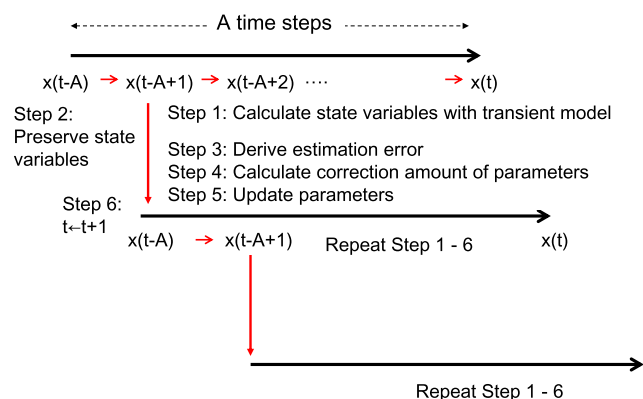 A time steps
x(t-A) → x(t-A+1) → x(t-A+2) ···· → x(t)
Step 2:
Preserve state
variables
Step 1: Calculate state variables with transient model
Step 3: Derive estimation error
Step 4: Calculate correction amount of parameters
Step 5: Update parameters
Step 6:
t←t+1
x(t-A) → x(t-A+1) Repeat Step 1 - 6 x(t)
Repeat Step 1 - 6